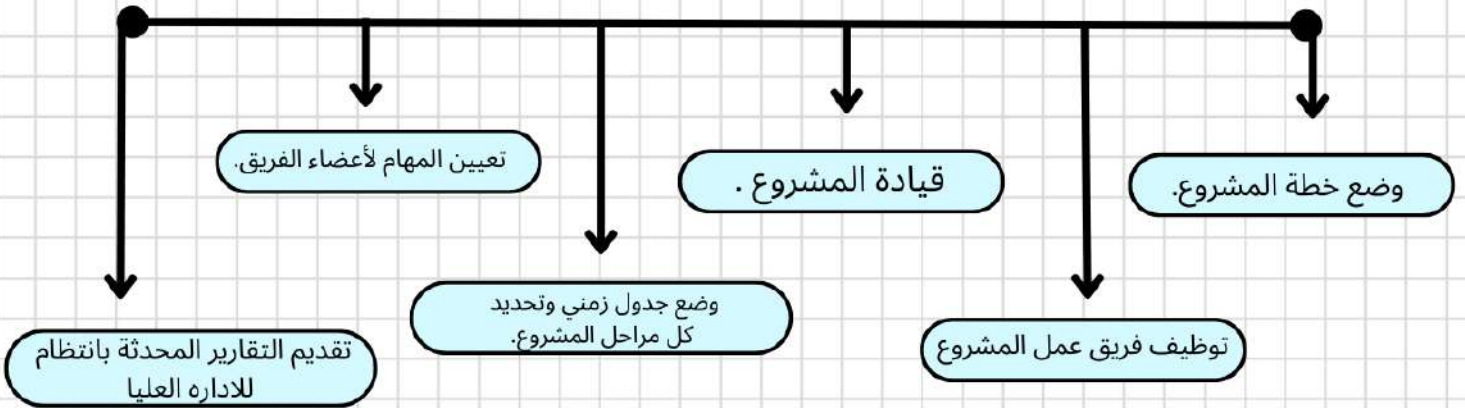 وضع خطة المشروع.
توظيف فريق عمل المشروع
قيادة المشروع .
وضع جدول زمني وتحديد
كل مراحل المشروع.
تعيين المهام لأعضاء الفريق.
تقديم التقارير المحدثة بانتظام
للاداره العليا